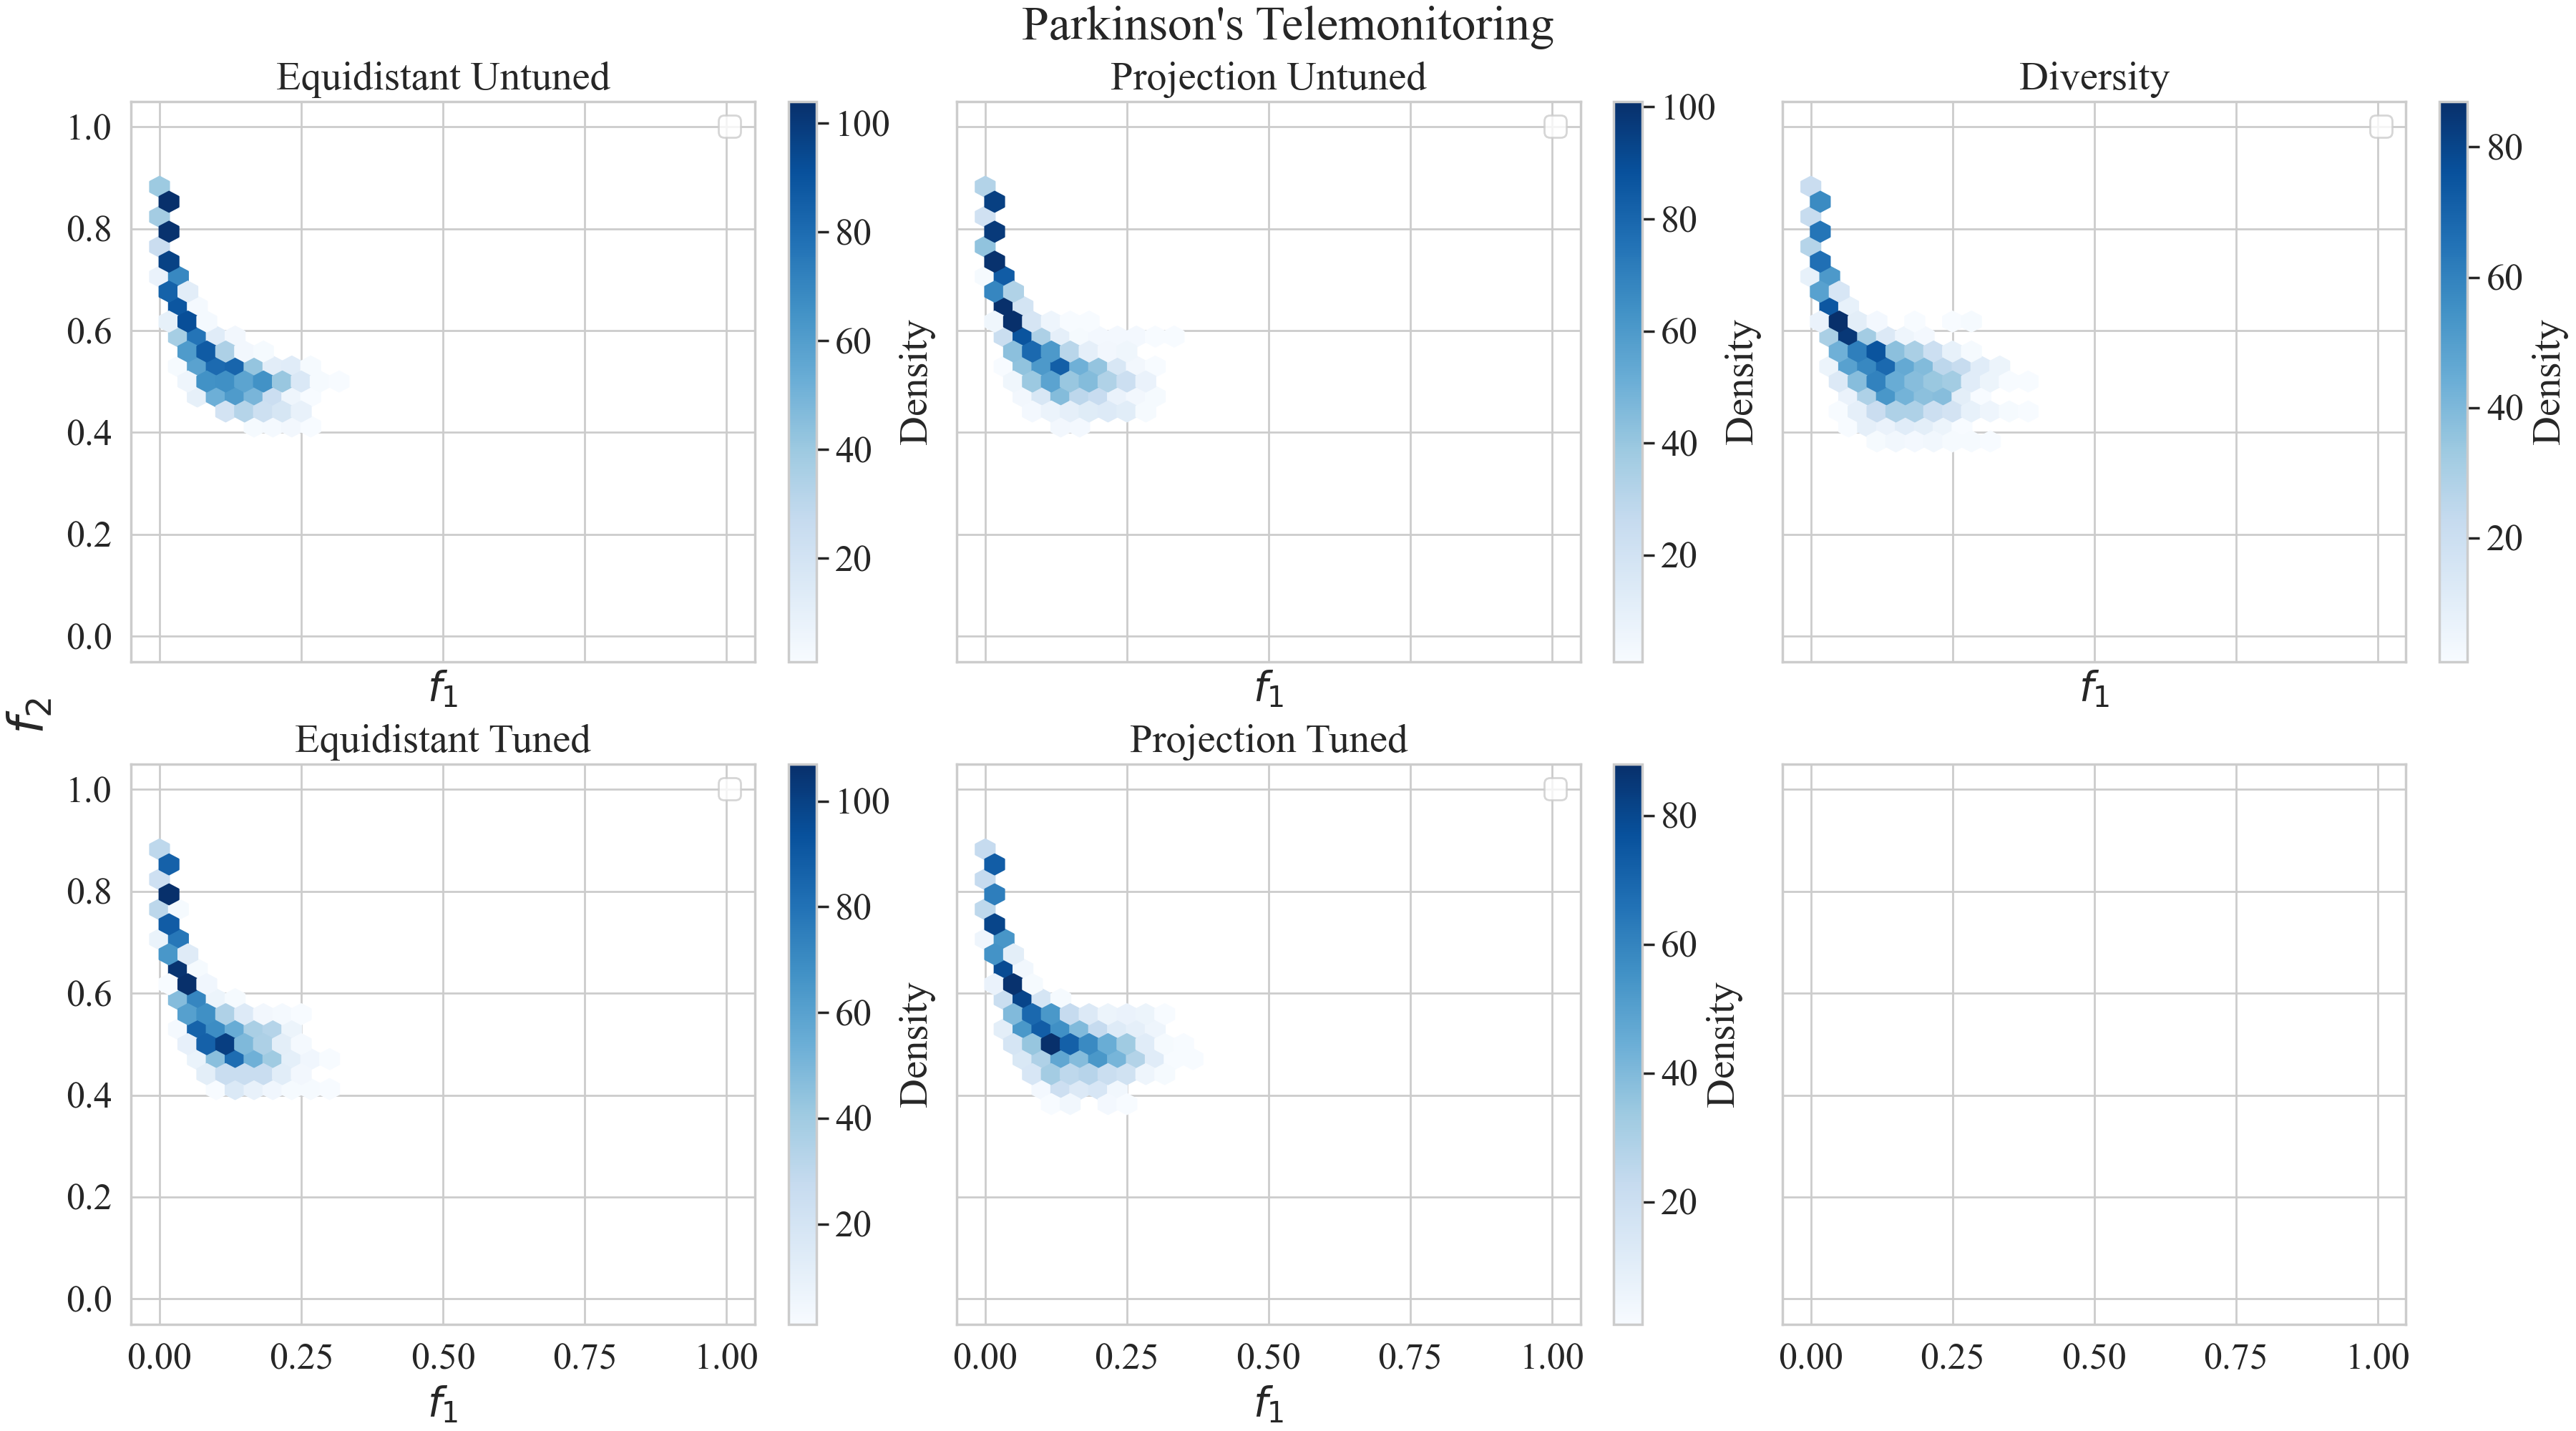 Parkinson's Telemonitoring
Equidistant Untuned
Projection Untuned
Diversity
1.0
0.8
0.6
0.4
0.2
0.0
100
80
60
40
20
Density
100
80
60
40
20
Density
80
60
40
20
Density
f1
f1
f1
f2
Equidistant Tuned
Projection Tuned
1.0
0.8
0.6
0.4
0.2
0.0
100
80
60
40
20
Density
80
60
40
20
Density
0.00 0.25 0.50 0.75 1.00
0.00 0.25 0.50 0.75 1.00
0.00 0.25 0.50 0.75 1.00
f1
f1